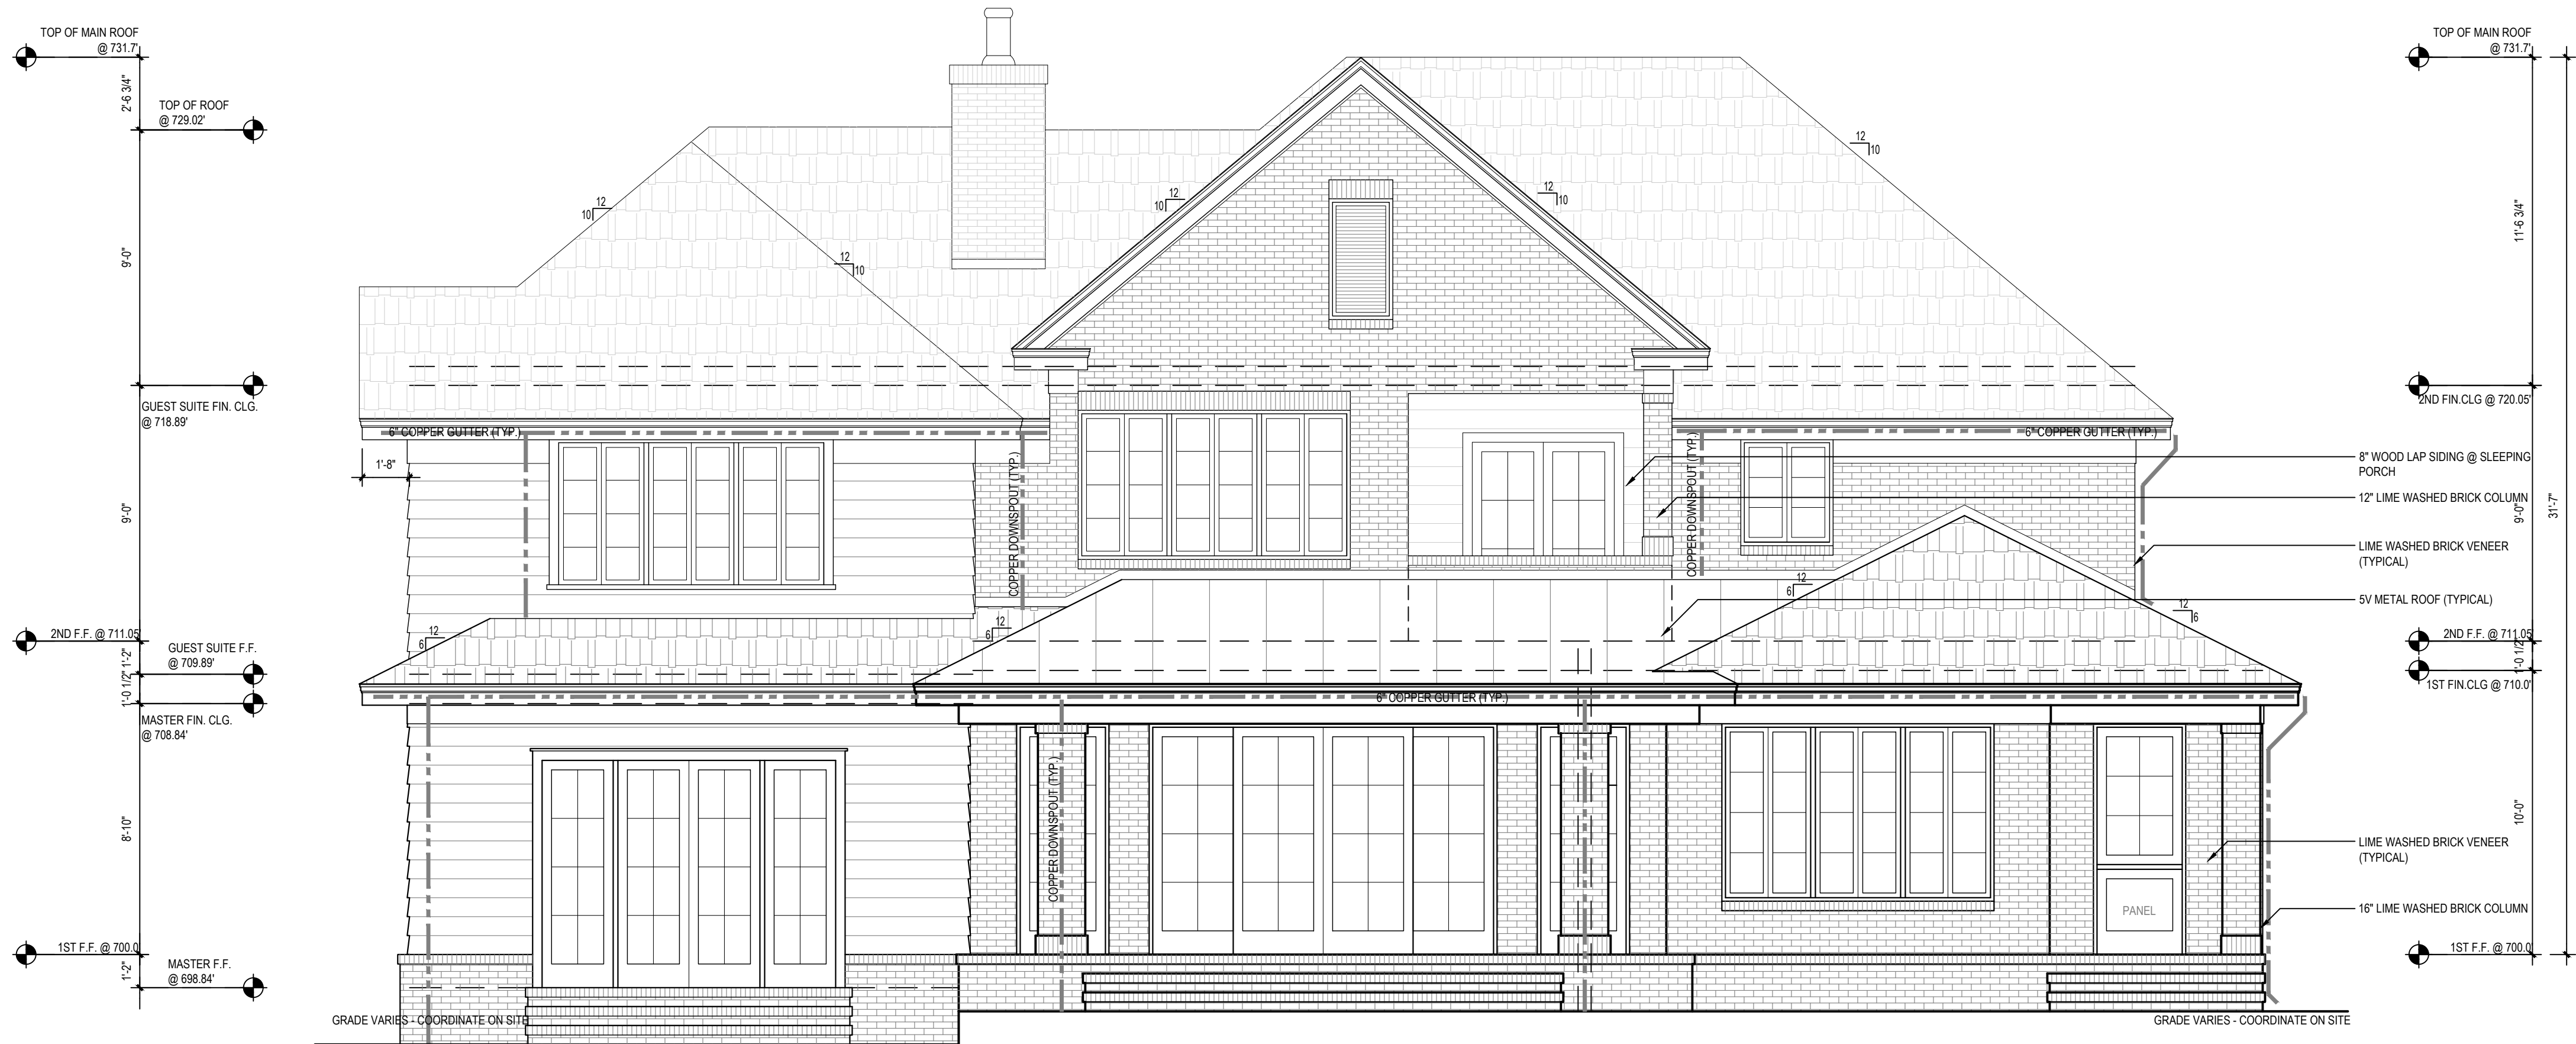 TOP OF MAIN ROOF
@ 731.7'
2'-6 3/4"
TOP OF ROOF
@ 729.02'
9'-0"
GUEST SUITE FIN. CLG.
@ 718.89'
9'-0"
2ND F.F. @ 711.05
1'-2"
GUEST SUITE F.F.
@ 709.89'
1'-0 1/2"
MASTER FIN. CLG.
@ 708.84'
8'-10"
1ST F.F. @ 700.0
1'-2"
MASTER F.F.
@ 698.84'
GRADE VARIES - COORDINATE ON SITE
12
10
12
10
12
10
12
10
12
10
6" COPPER GUTTER (TYP.)
1'-8"
COPPER DOWNSPOUT (TYP.)
COPPER DOWNSPOUT (TYP.)
6" COPPER GUTTER (TYP.)
12
6
12
6
12
6
12
6
6" COPPER GUTTER (TYP.)
COPPER DOWNSPOUT (TYP.)
PANEL
8" WOOD LAP SIDING @ SLEEPING
PORCH
12" LIME WASHED BRICK COLUMN
LIME WASHED BRICK VENEER
(TYPICAL)
5V METAL ROOF (TYPICAL)
LIME WASHED BRICK VENEER
(TYPICAL)
16" LIME WASHED BRICK COLUMN
GRADE VARIES - COORDINATE ON SITE
TOP OF MAIN ROOF
@ 731.7'
11'-6 3/4"
2ND FIN.CLG @ 720.05'
9'-0"
31'-7"
2ND F.F. @ 711.05
1'-0 1/2"
1ST FIN.CLG @ 710.0'
10'-0"
1ST F.F. @ 700.0'